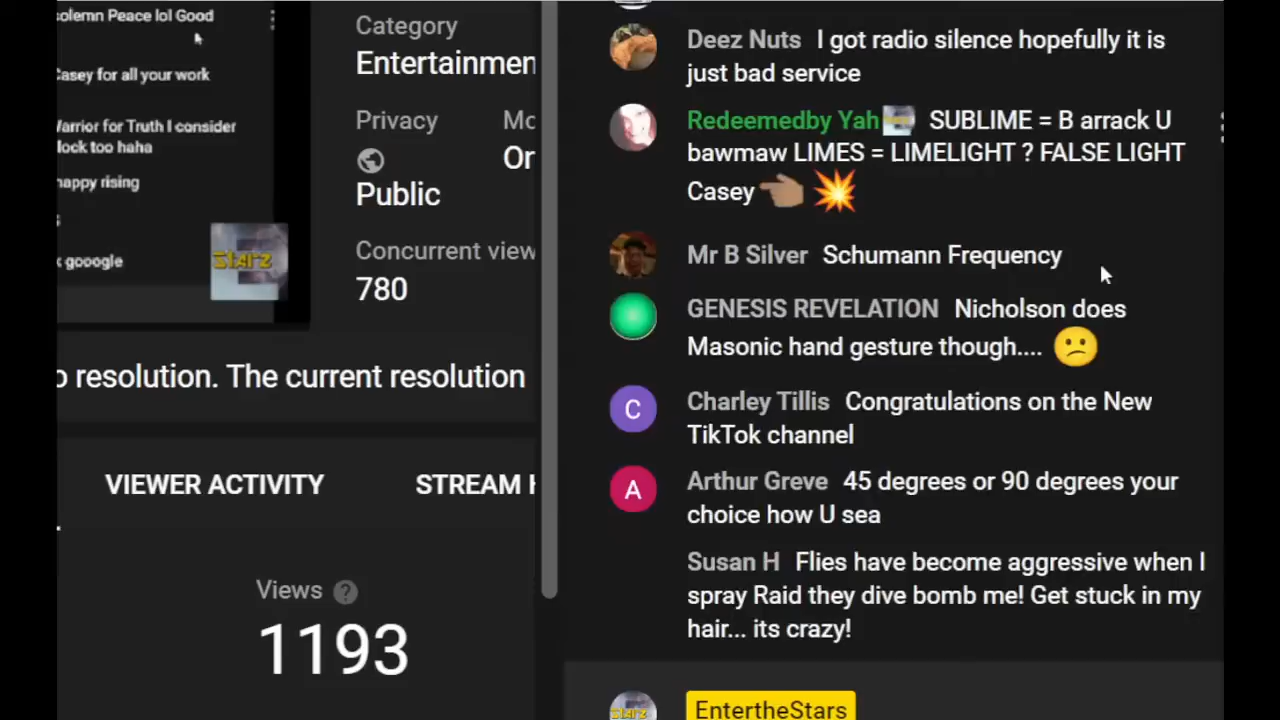 solemn Peace lol Good
Casey for all your work
Warrior for Truth I consider
lock too haha
happy rising
k gooogle
Starz
Category
Entertainmen
Privacy
Mo
Or
Public
Concurrent view
780
o resolution. The current resolution
VIEWER ACTIVITY
STREAM H
Views ?
1193
Deez Nuts I got radio silence hopefully it is
just bad service
Redeemedby Yah SUBLIME = B arrack U
bawmaw LIMES = LIMELIGHT ? FALSE LIGHT
Casey 👈🏽 💥
Mr B Silver Schumann Frequency
GENESIS REVELATION Nicholson does
Masonic hand gesture though.... 😕
C
Charley Tillis Congratulations on the New
TikTok channel
A
Arthur Greve 45 degrees or 90 degrees your
choice how U sea
Susan H Flies have become aggressive when I
spray Raid they dive bomb me! Get stuck in my
hair... its crazy!
Starz
EntertheStars